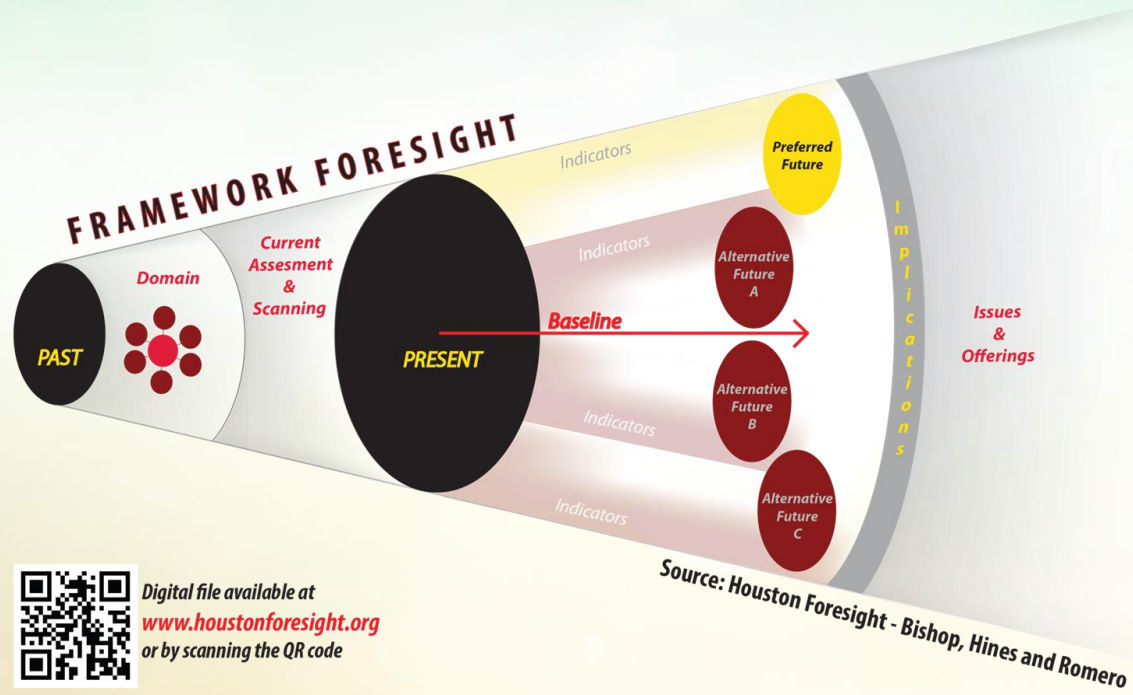 FRAMEWORK FORESIGHT
PAST
Domain
Current
Assesment
&
Scanning
PRESENT
Indicators
Indicators
Baseline
Indicators
Indicators
Preferred
Future
Alternative
Future
A
Alternative
Future
B
Alternative
Future
C
Implications
Issues
&
Offerings
Source: Houston Foresight - Bishop, Hines and Romero
Digital file available at
www.houstonforesight.org
or by scanning the QR code